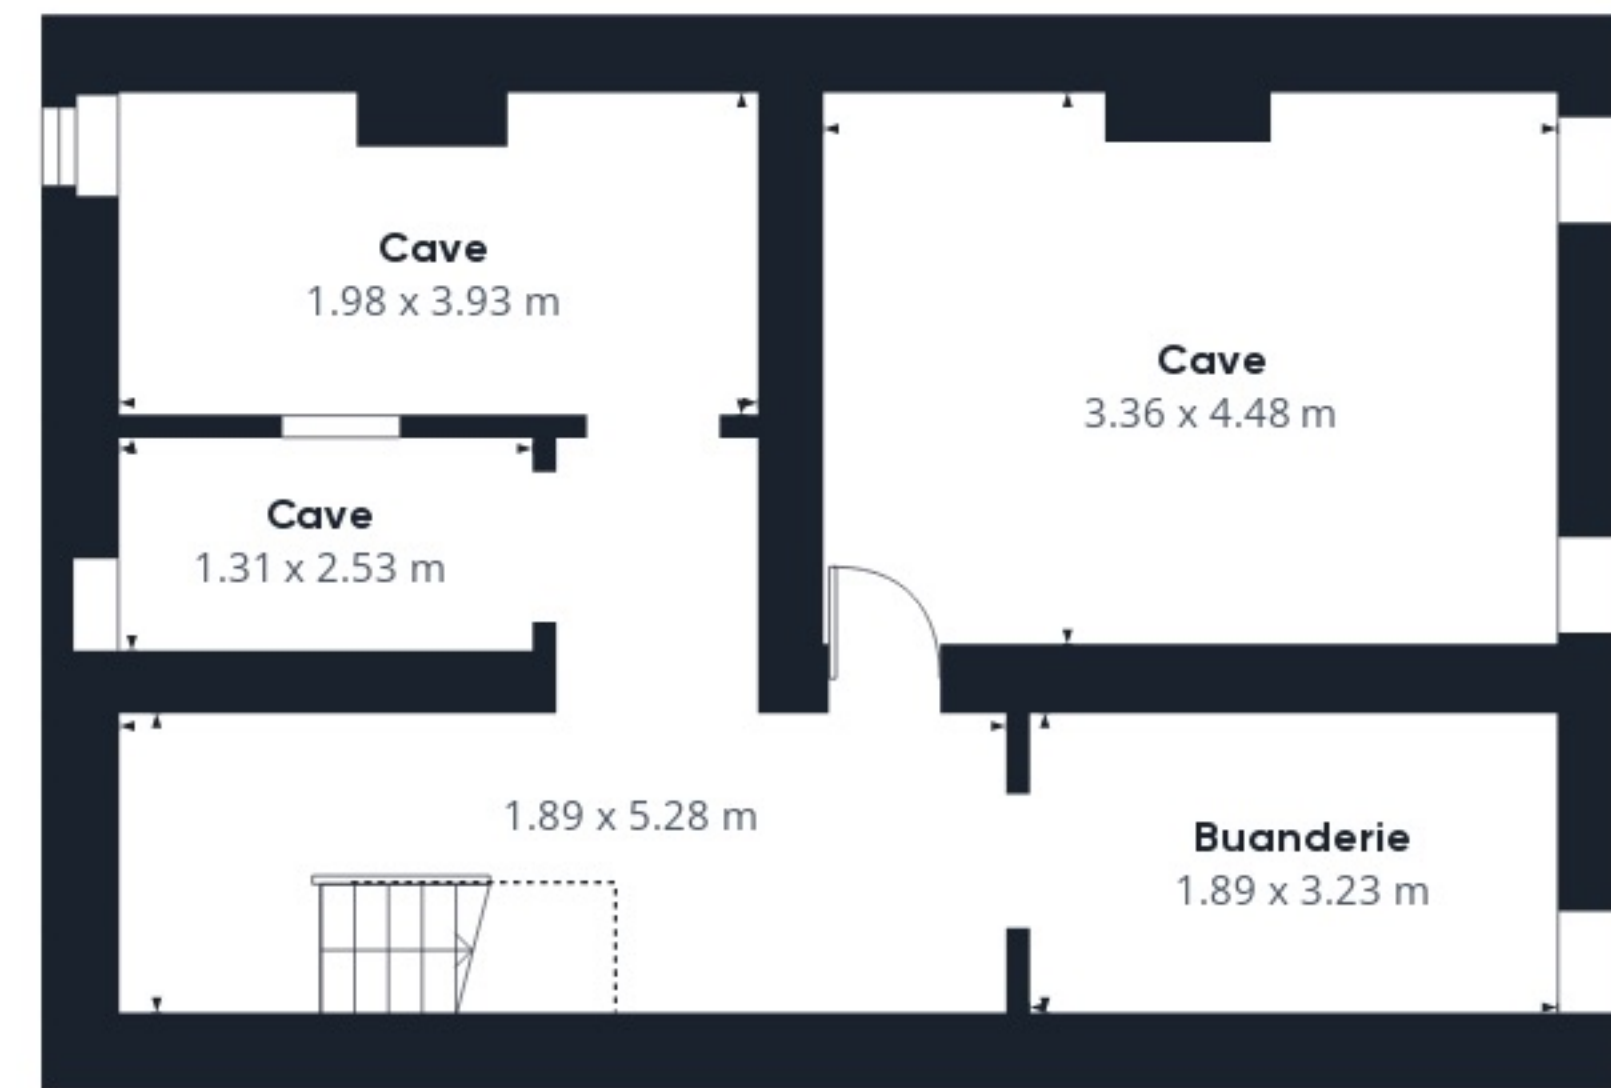 Cave
1.98 x 3.93 m
Cave
3.36 x 4.48 m
Cave
1.31 x 2.53 m
1.89 x 5.28 m
Buanderie
1.89 x 3.23 m